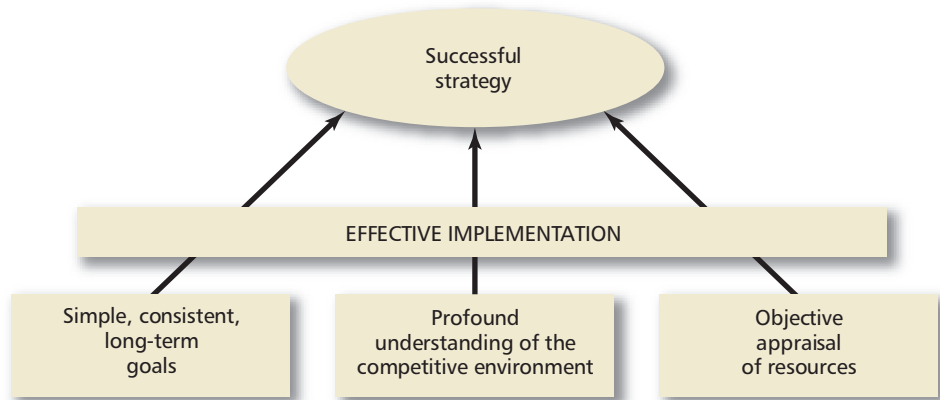 Successful
strategy
EFFECTIVE IMPLEMENTATION
Simple, consistent,
long-term
goals
Profound
understanding of the
competitive environment
Objective
appraisal
of resources